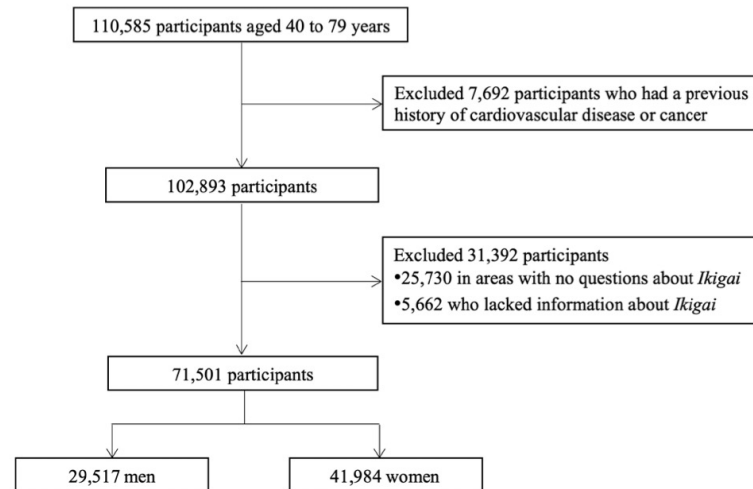 110,585 participants aged 40 to 79 years
Excluded 7,692 participants who had a previous
history of cardiovascular disease or cancer
102,893 participants
Excluded 31,392 participants
•25,730 in areas with no questions about Ikigai
•5,662 who lacked information about Ikigai
71,501 participants
29,517 men
41,984 women